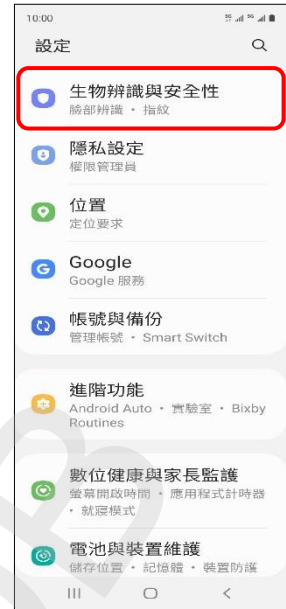 10:00
5G 5G
設定
生物辨識與安全性
臉部辨識 • 指紋
隱私設定
權限管理員
位置
定位要求
Google
Google 服務
帳號與備份
管理帳號 • Smart Switch
進階功能
Android Auto • 實驗室 • Bixby
Routines
數位健康與家長監護
螢幕開啟時間 • 應用程式計時器
• 就寢模式
電池與裝置維護
儲存位置 • 記憶體 • 裝置防護